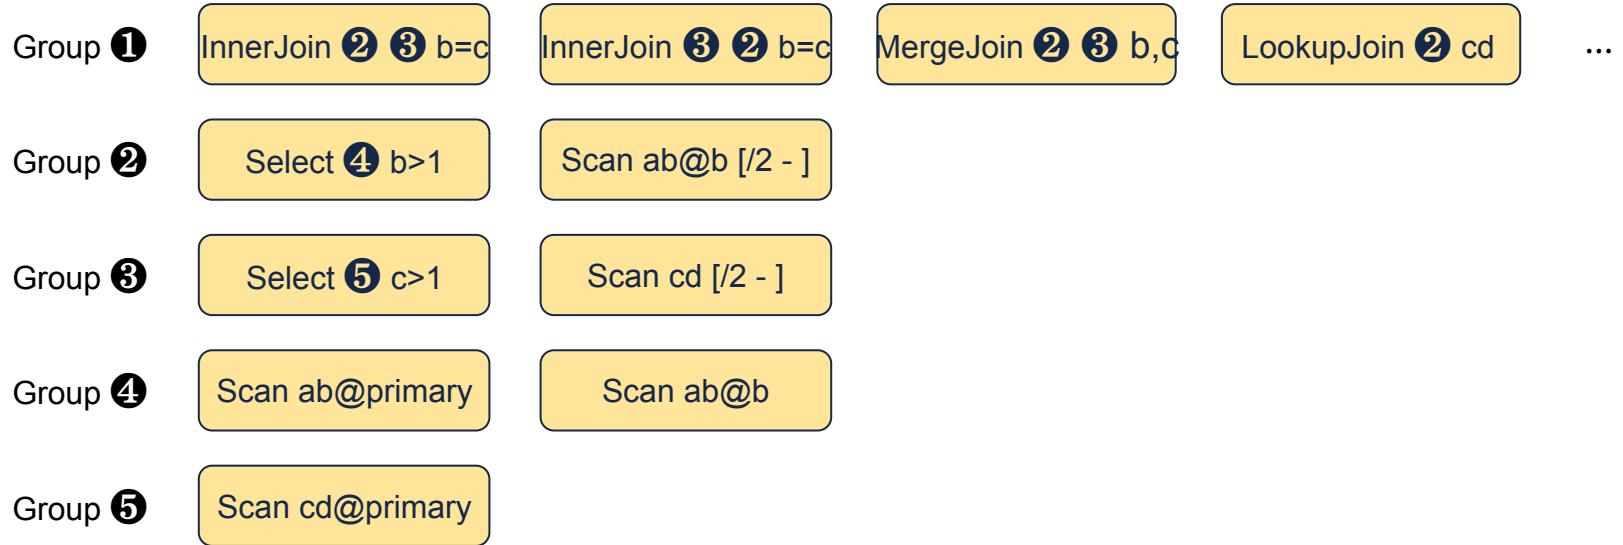 Group ❶ InnerJoin ❷ ❸ b=c InnerJoin ❸ ❷ b=c MergeJoin ❷ ❸ b,c LookupJoin ❷ cd ...
Group ❷ Select ❹ b>1 Scan ab@b [/2 - ]
Group ❸ Select ❺ c>1 Scan cd [/2 - ]
Group ❹ Scan ab@primary Scan ab@b
Group ❺ Scan cd@primary